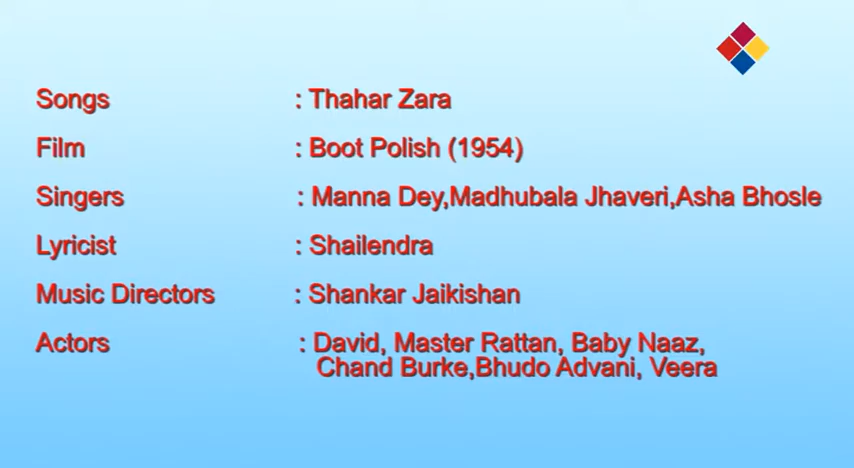 Songs : Thahar Zara
Film : Boot Polish (1954)
Singers : Manna Dey,Madhubala Jhaveri,Asha Bhosle
Lyricist : Shailendra
Music Directors : Shankar Jaikishan
Actors : David, Master Rattan, Baby Naaz,
Chand Burke,Bhudo Advani, Veera